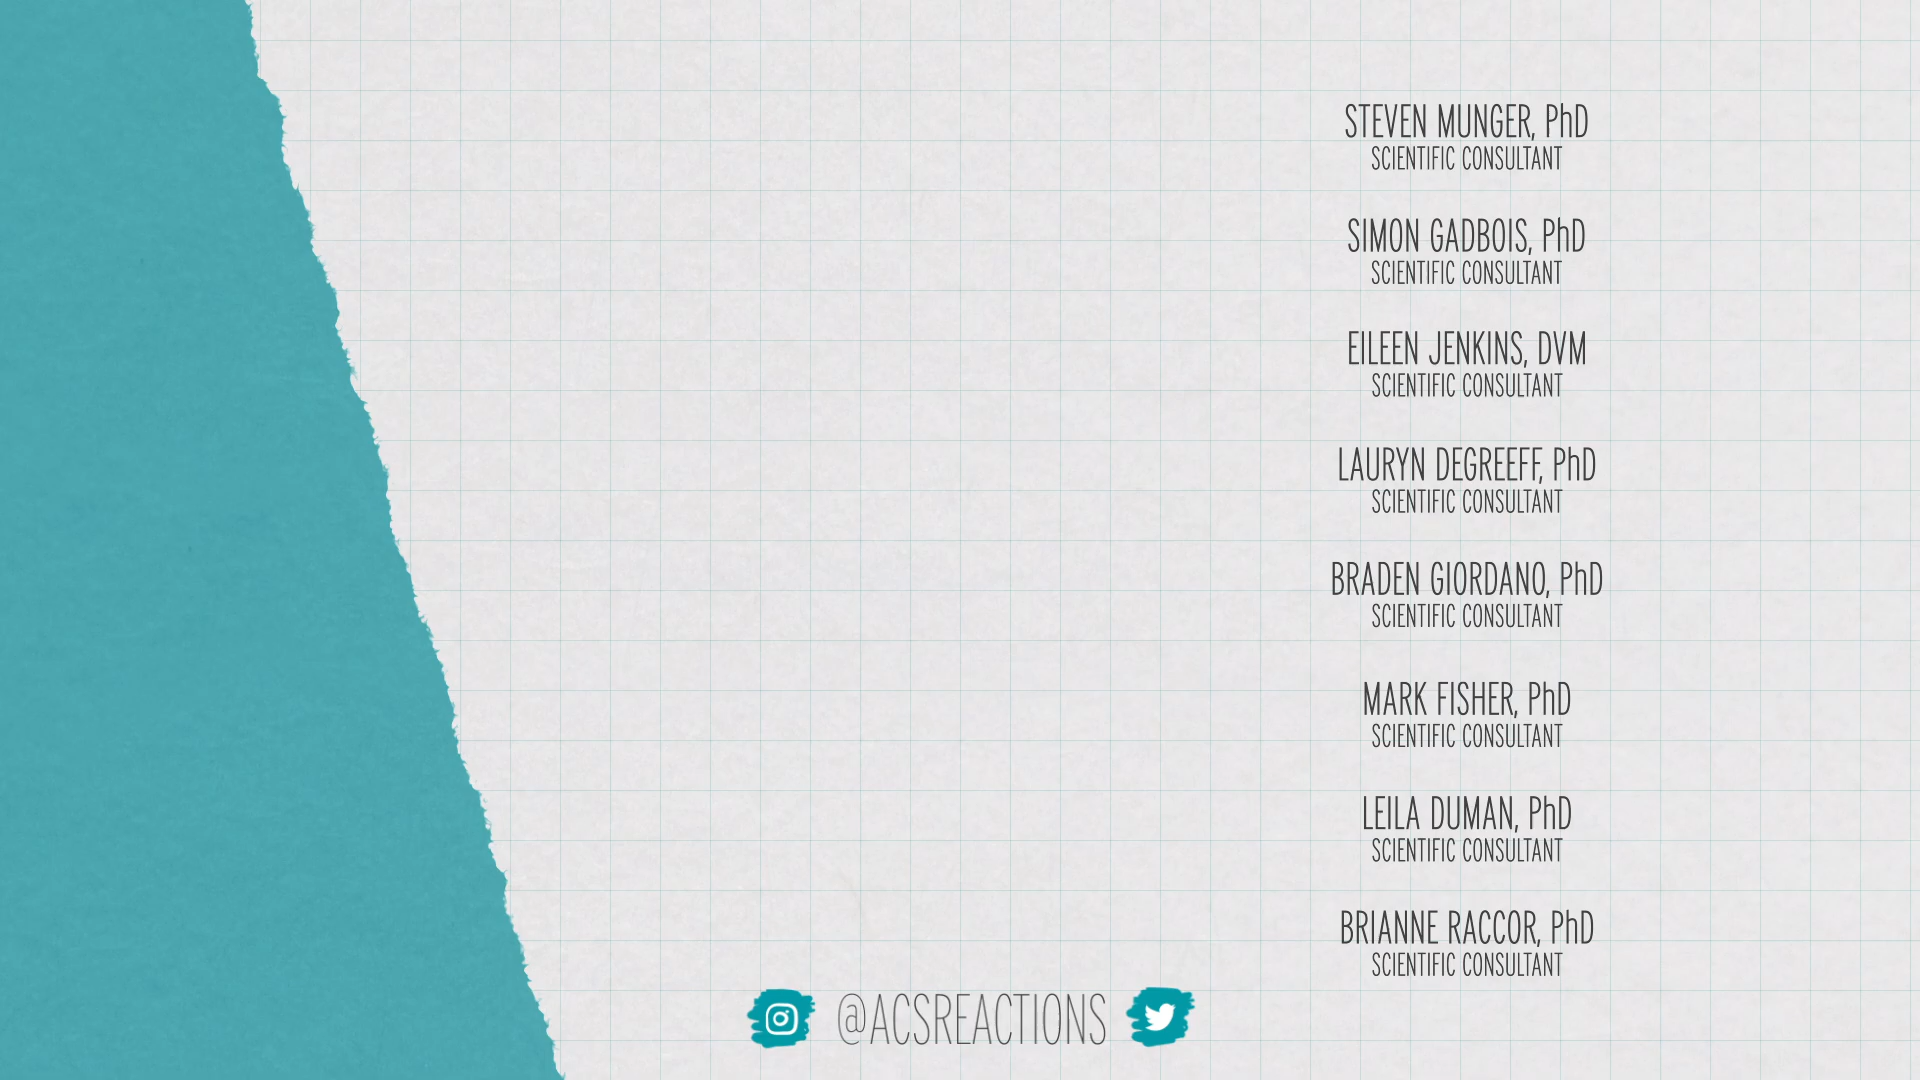 STEVEN MUNGER, PhD
SCIENTIFIC CONSULTANT
SIMON GADBOIS, PhD
SCIENTIFIC CONSULTANT
EILEEN JENKINS, DVM
SCIENTIFIC CONSULTANT
LAURYN DEGREEFF, PhD
SCIENTIFIC CONSULTANT
BRADEN GIORDANO, PhD
SCIENTIFIC CONSULTANT
MARK FISHER, PhD
SCIENTIFIC CONSULTANT
LEILA DUMAN, PhD
SCIENTIFIC CONSULTANT
BRIANNE RACCOR, PhD
SCIENTIFIC CONSULTANT
@ACSREACTIONS